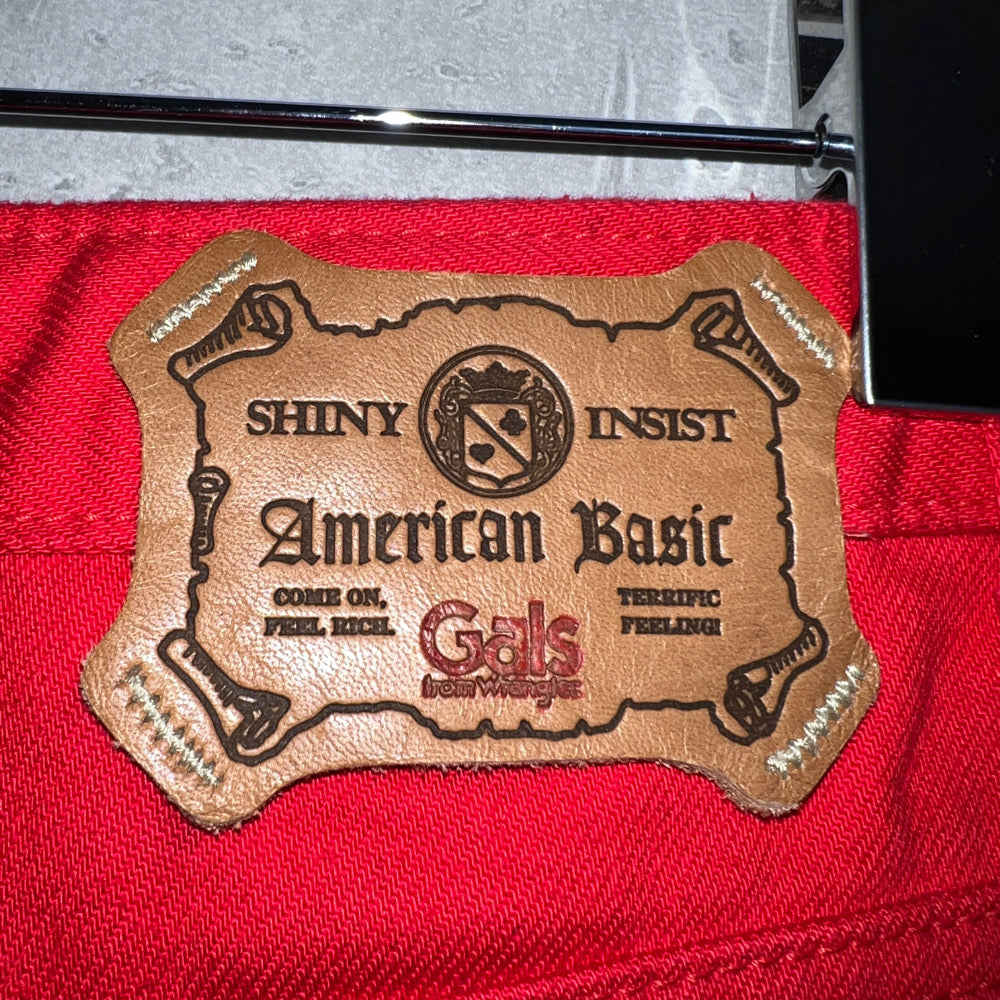 SHINY INSIST
American Basic
COME ON, TERRIFIC
FEEL RICH. FEELING!
Gals
from Wrangler